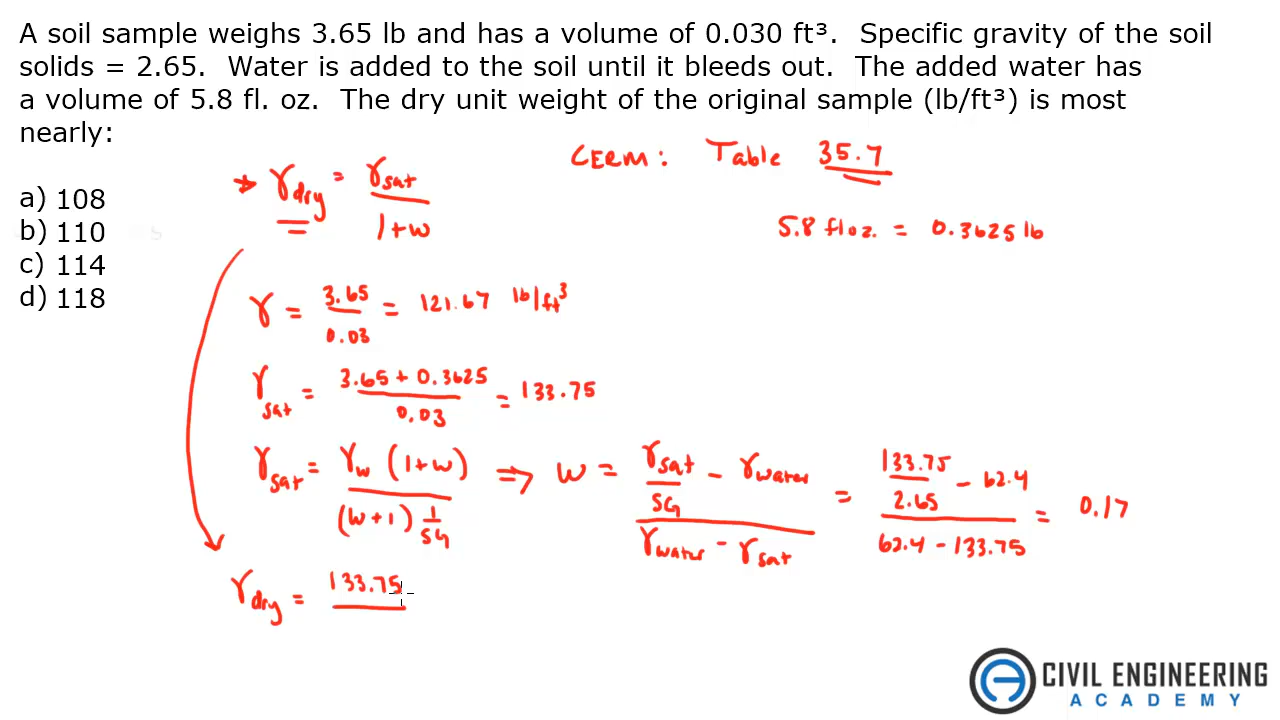 A soil sample weighs 3.65 lb and has a volume of 0.030 ft³. Specific gravity of the soil
solids = 2.65. Water is added to the soil until it bleeds out. The added water has
a volume of 5.8 fl. oz. The dry unit weight of the original sample (lb/ft³) is most
nearly:
CERM: Table 35.7
γdry = γsat / 1+w
a) 108
b) 110
c) 114
d) 118
5.8 fl oz. = 0.3625 lb
γ = 3.65 / 0.03 = 121.67 lb/ft³
γsat = 3.65 + 0.3625 / 0.03 = 133.75
γsat = γw (1+w) / (w+1) 1/SG ⇒ w = γsat/SG - γwater / γwater - γsat = 133.75/2.65 - 62.4 / 62.4 - 133.75 = 0.17
γdry = 133.75
CIVIL ENGINEERING
ACADEMY